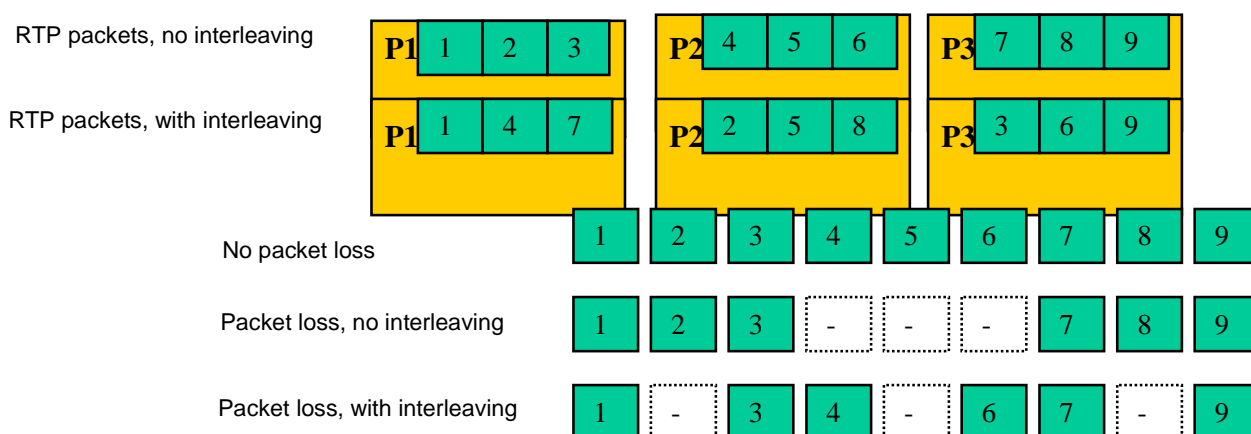 RTP packets, no interleaving P1 1 2 3 P2 4 5 6 P3 7 8 9
RTP packets, with interleaving P1 1 4 7 P2 2 5 8 P3 3 6 9
No packet loss 1 2 3 4 5 6 7 8 9
Packet loss, no interleaving 1 2 3 - - - 7 8 9
Packet loss, with interleaving 1 - 3 4 - 6 7 - 9